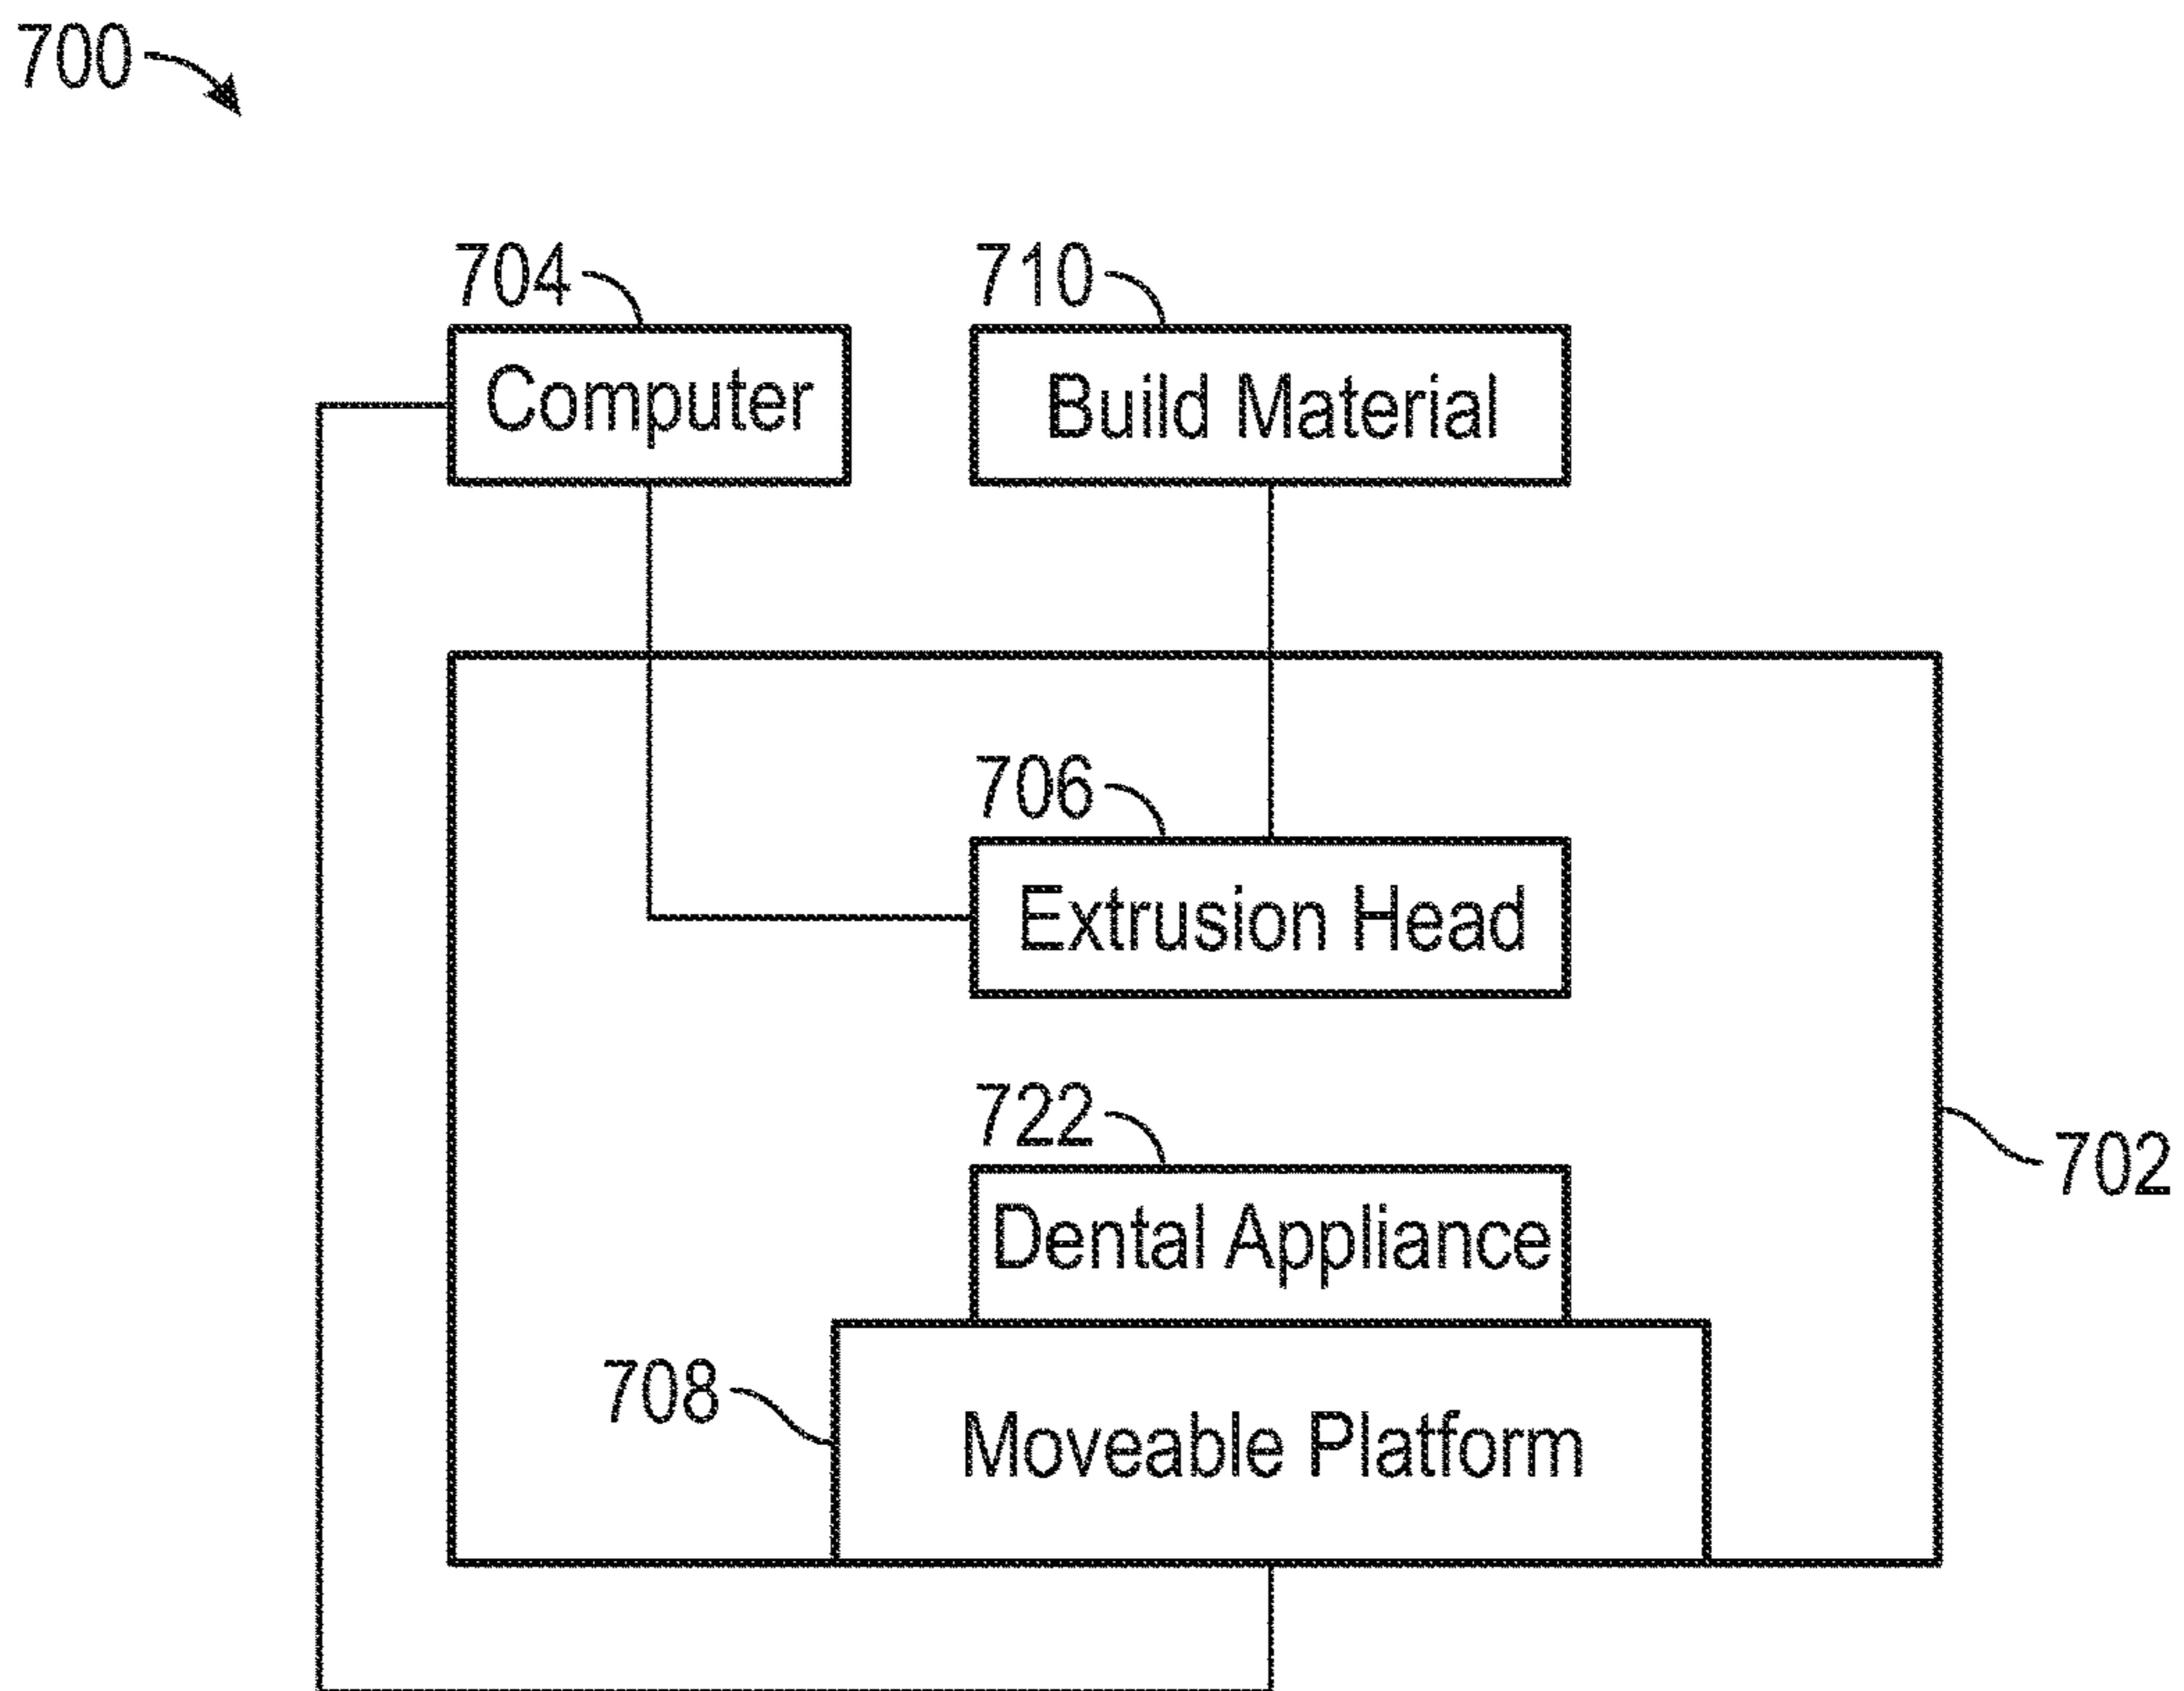 700
704 710
Computer Build Material
706
Extrusion Head
722
Dental Appliance
702
708
Moveable Platform